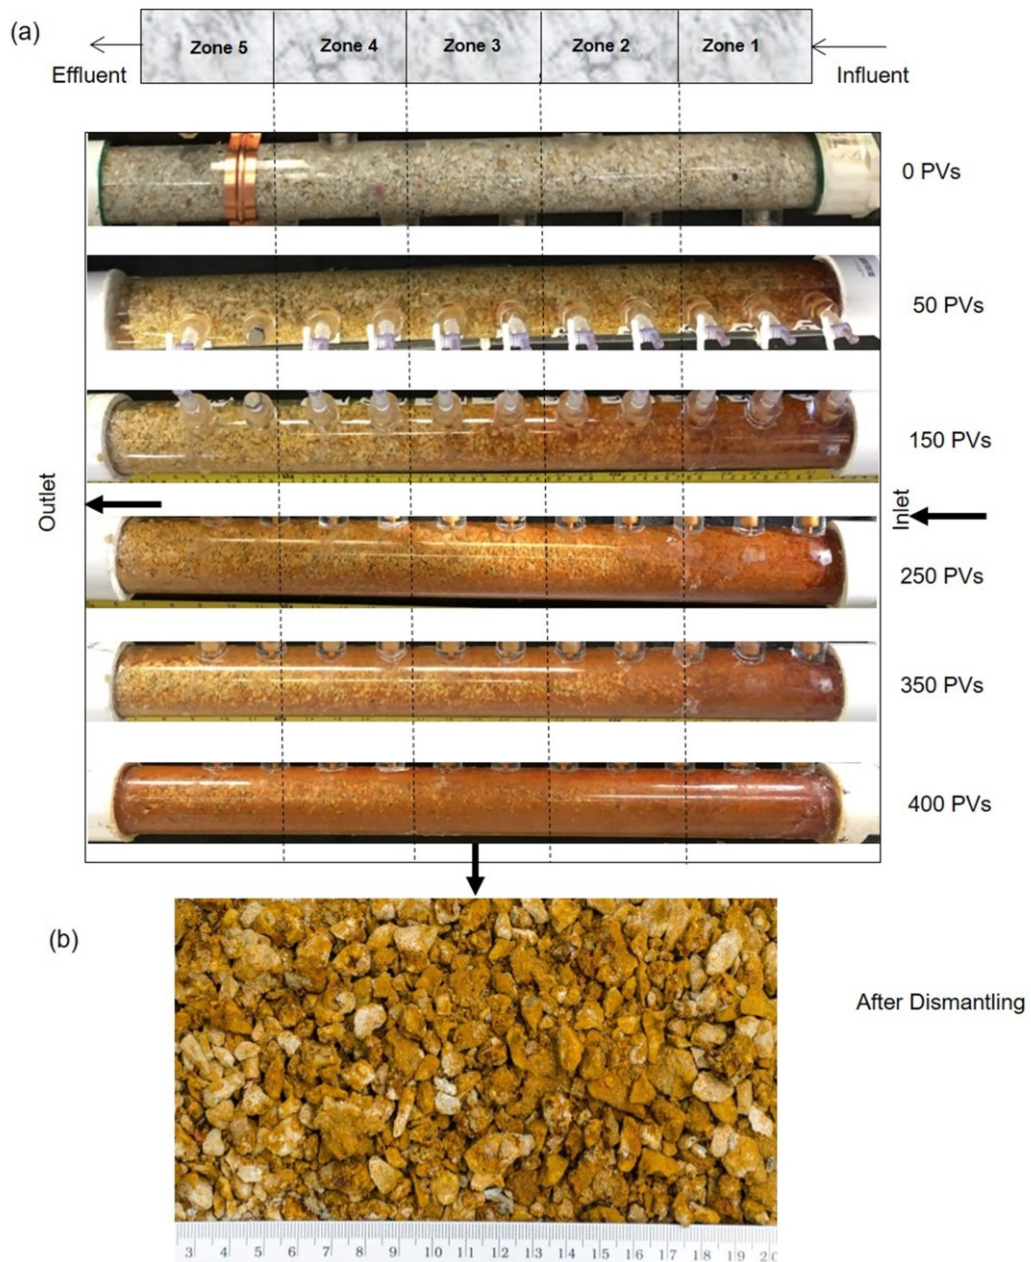 (a)
Zone 5 Zone 4 Zone 3 Zone 2 Zone 1
Effluent Influent
0 PVs
50 PVs
150 PVs
Outlet
Inlet
250 PVs
350 PVs
400 PVs
(b)
After Dismantling
3 4 5 6 7 8 9 10 11 12 13 14 15 16 17 18 19